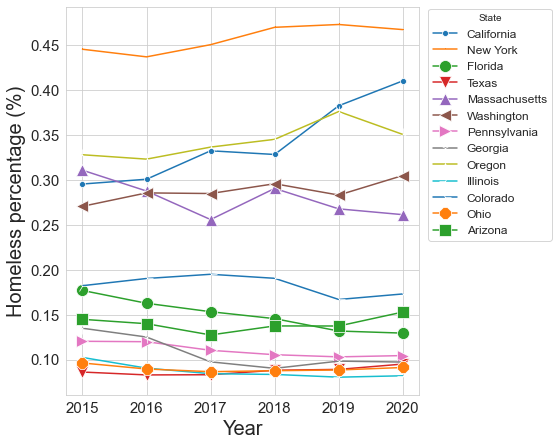 State
California
New York
Florida
Texas
Massachusetts
Washington
Pennsylvania
Georgia
Oregon
Illinois
Colorado
Ohio
Arizona
Homeless percentage (%)
0.45
0.40
0.35
0.30
0.25
0.20
0.15
0.10
2015 2016 2017 2018 2019 2020
Year